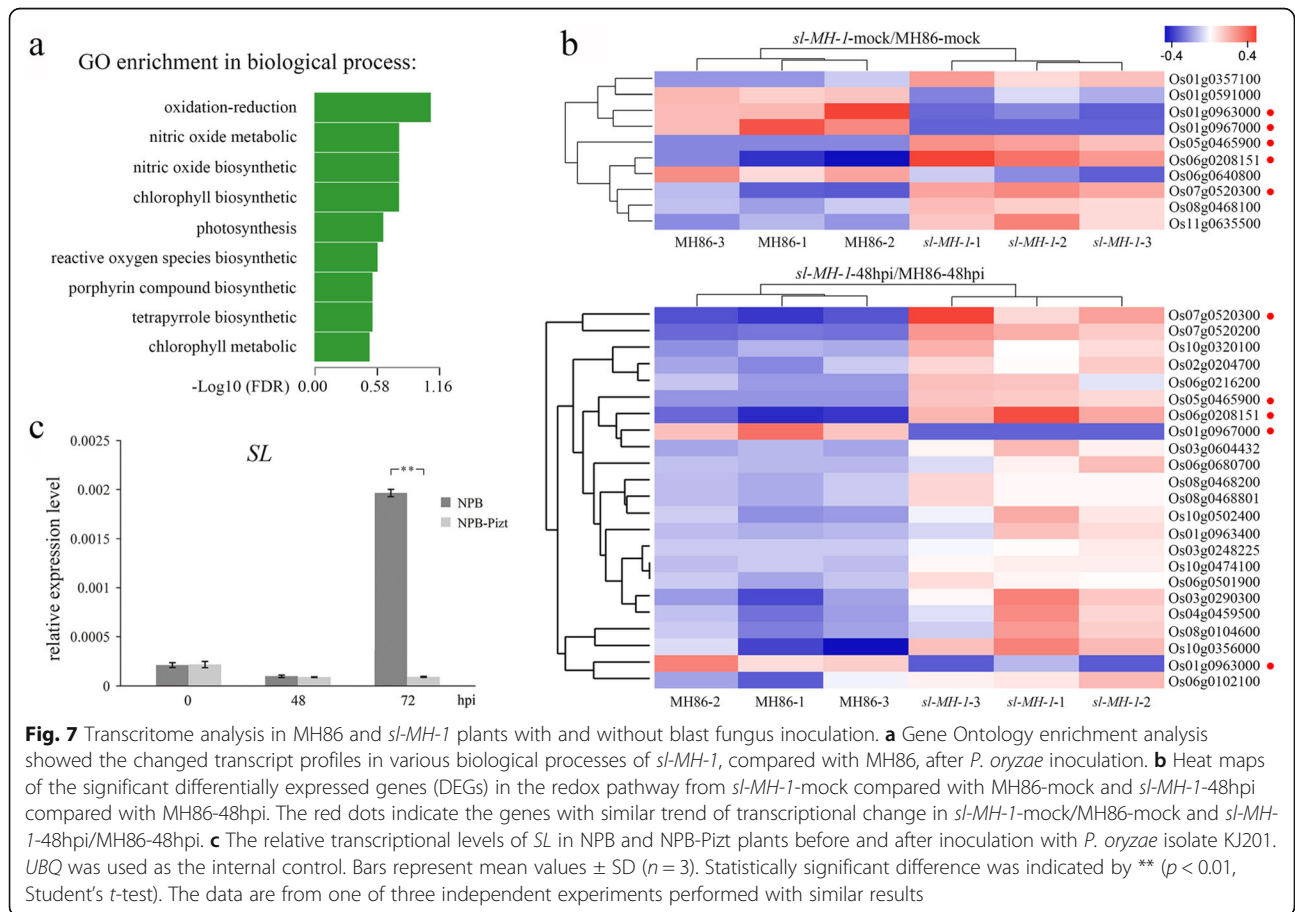 a
GO enrichment in biological process:
oxidation-reduction
nitric oxide metabolic
nitric oxide biosynthetic
chlorophyll biosynthetic
photosynthesis
reactive oxygen species biosynthetic
porphyrin compound biosynthetic
tetrapyrrole biosynthetic
chlorophyll metabolic
-Log10 (FDR) 0.00 0.58 1.16
b
sl-MH-1-mock/MH86-mock
-0.4 0.4
Os01g0357100
Os01g0591000
Os01g0963000
Os01g0967000
Os05g0465900
Os06g0208151
Os06g0640800
Os07g0520300
Os08g0468100
Os11g0635500
MH86-3 MH86-1 MH86-2 sl-MH-1-1 sl-MH-1-2 sl-MH-1-3
sl-MH-1-48hpi/MH86-48hpi
Os07g0520300
Os07g0520200
Os10g0320100
Os02g0204700
Os06g0216200
Os05g0465900
Os06g0208151
Os01g0967000
Os03g0604432
Os06g0680700
Os08g0468200
Os08g0468801
Os10g0502400
Os01g0963400
Os03g0248225
Os10g0474100
Os06g0501900
Os03g0290300
Os04g0459500
Os08g0104600
Os10g0356000
Os01g0963000
Os06g0102100
MH86-2 MH86-1 MH86-3 sl-MH-1-3 sl-MH-1-1 sl-MH-1-2
c
SL
relative expression level
0.0025
0.002
0.0015
0.001
0.0005
0
**
NPB
NPB-Pizt
0 48 72 hpi
Fig. 7 Transcritome analysis in MH86 and sl-MH-1 plants with and without blast fungus inoculation. a Gene Ontology enrichment analysis
showed the changed transcript profiles in various biological processes of sl-MH-1, compared with MH86, after P. oryzae inoculation. b Heat maps
of the significant differentially expressed genes (DEGs) in the redox pathway from sl-MH-1-mock compared with MH86-mock and sl-MH-1-48hpi
compared with MH86-48hpi. The red dots indicate the genes with similar trend of transcriptional change in sl-MH-1-mock/MH86-mock and sl-MH-
1-48hpi/MH86-48hpi. c The relative transcriptional levels of SL in NPB and NPB-Pizt plants before and after inoculation with P. oryzae isolate KJ201.
UBQ was used as the internal control. Bars represent mean values ± SD (n = 3). Statistically significant difference was indicated by ** (p < 0.01,
Student's t-test). The data are from one of three independent experiments performed with similar results